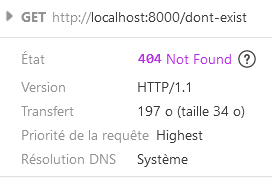 GET http://localhost:8000/dont-exist
État 404 Not Found ?
Version HTTP/1.1
Transfert 197 o (taille 34 o)
Priorité de la requête Highest
Résolution DNS Système